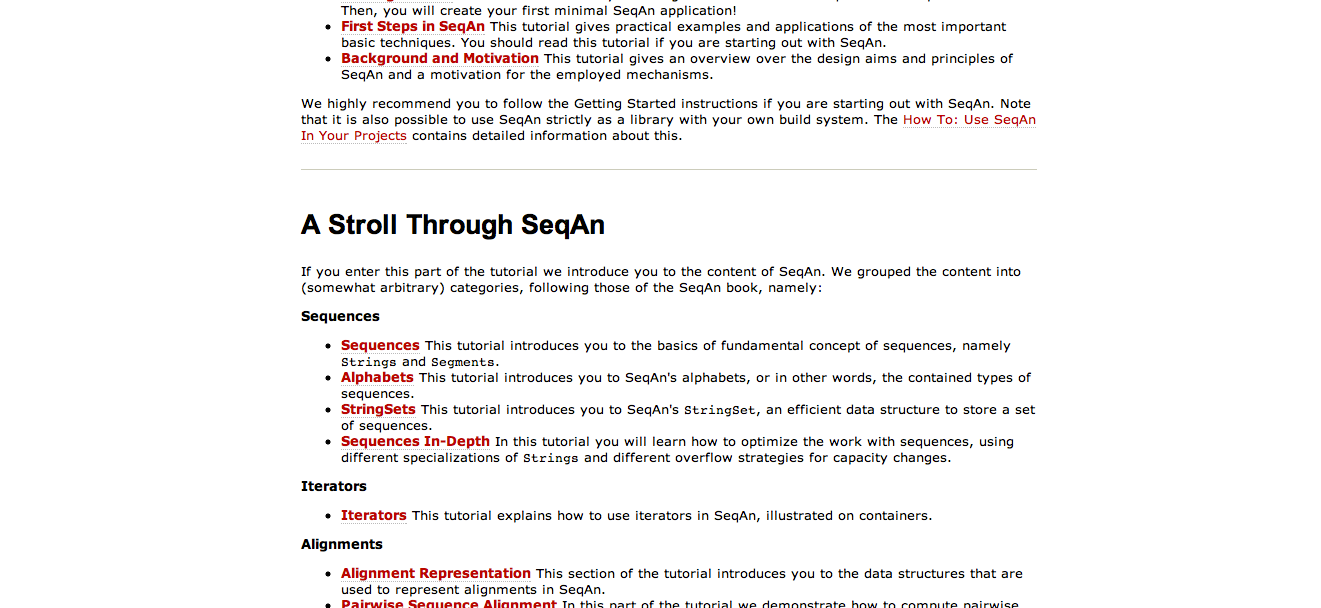 Then, you will create your first minimal SeqAn application!
First Steps in SeqAn This tutorial gives practical examples and applications of the most important
basic techniques. You should read this tutorial if you are starting out with SeqAn.
Background and Motivation This tutorial gives an overview over the design aims and principles of
SeqAn and a motivation for the employed mechanisms.
We highly recommend you to follow the Getting Started instructions if you are starting out with SeqAn. Note
that it is also possible to use SeqAn strictly as a library with your own build system. The How To: Use SeqAn
In Your Projects contains detailed information about this.
A Stroll Through SeqAn
If you enter this part of the tutorial we introduce you to the content of SeqAn. We grouped the content into
(somewhat arbitrary) categories, following those of the SeqAn book, namely:
Sequences
Sequences This tutorial introduces you to the basics of fundamental concept of sequences, namely
Strings and Segments.
Alphabets This tutorial introduces you to SeqAn's alphabets, or in other words, the contained types of
sequences.
StringSets This tutorial introduces you to SeqAn's StringSet, an efficient data structure to store a set
of sequences.
Sequences In-Depth In this tutorial you will learn how to optimize the work with sequences, using
different specializations of Strings and different overflow strategies for capacity changes.
Iterators
Iterators This tutorial explains how to use iterators in SeqAn, illustrated on containers.
Alignments
Alignment Representation This section of the tutorial introduces you to the data structures that are
used to represent alignments in SeqAn.
Pairwise Sequence Alignment In this part of the tutorial we demonstrate how to compute pairwise